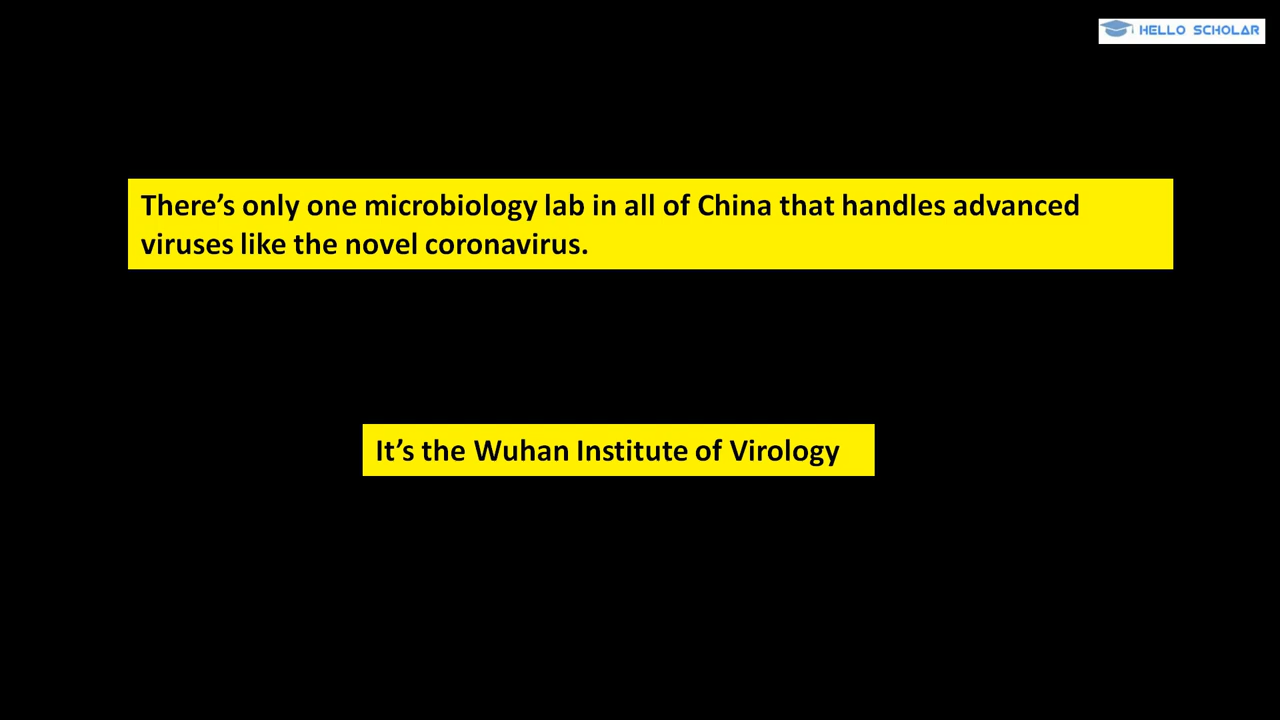 HELLO SCHOLAR
There’s only one microbiology lab in all of China that handles advanced
viruses like the novel coronavirus.
It’s the Wuhan Institute of Virology